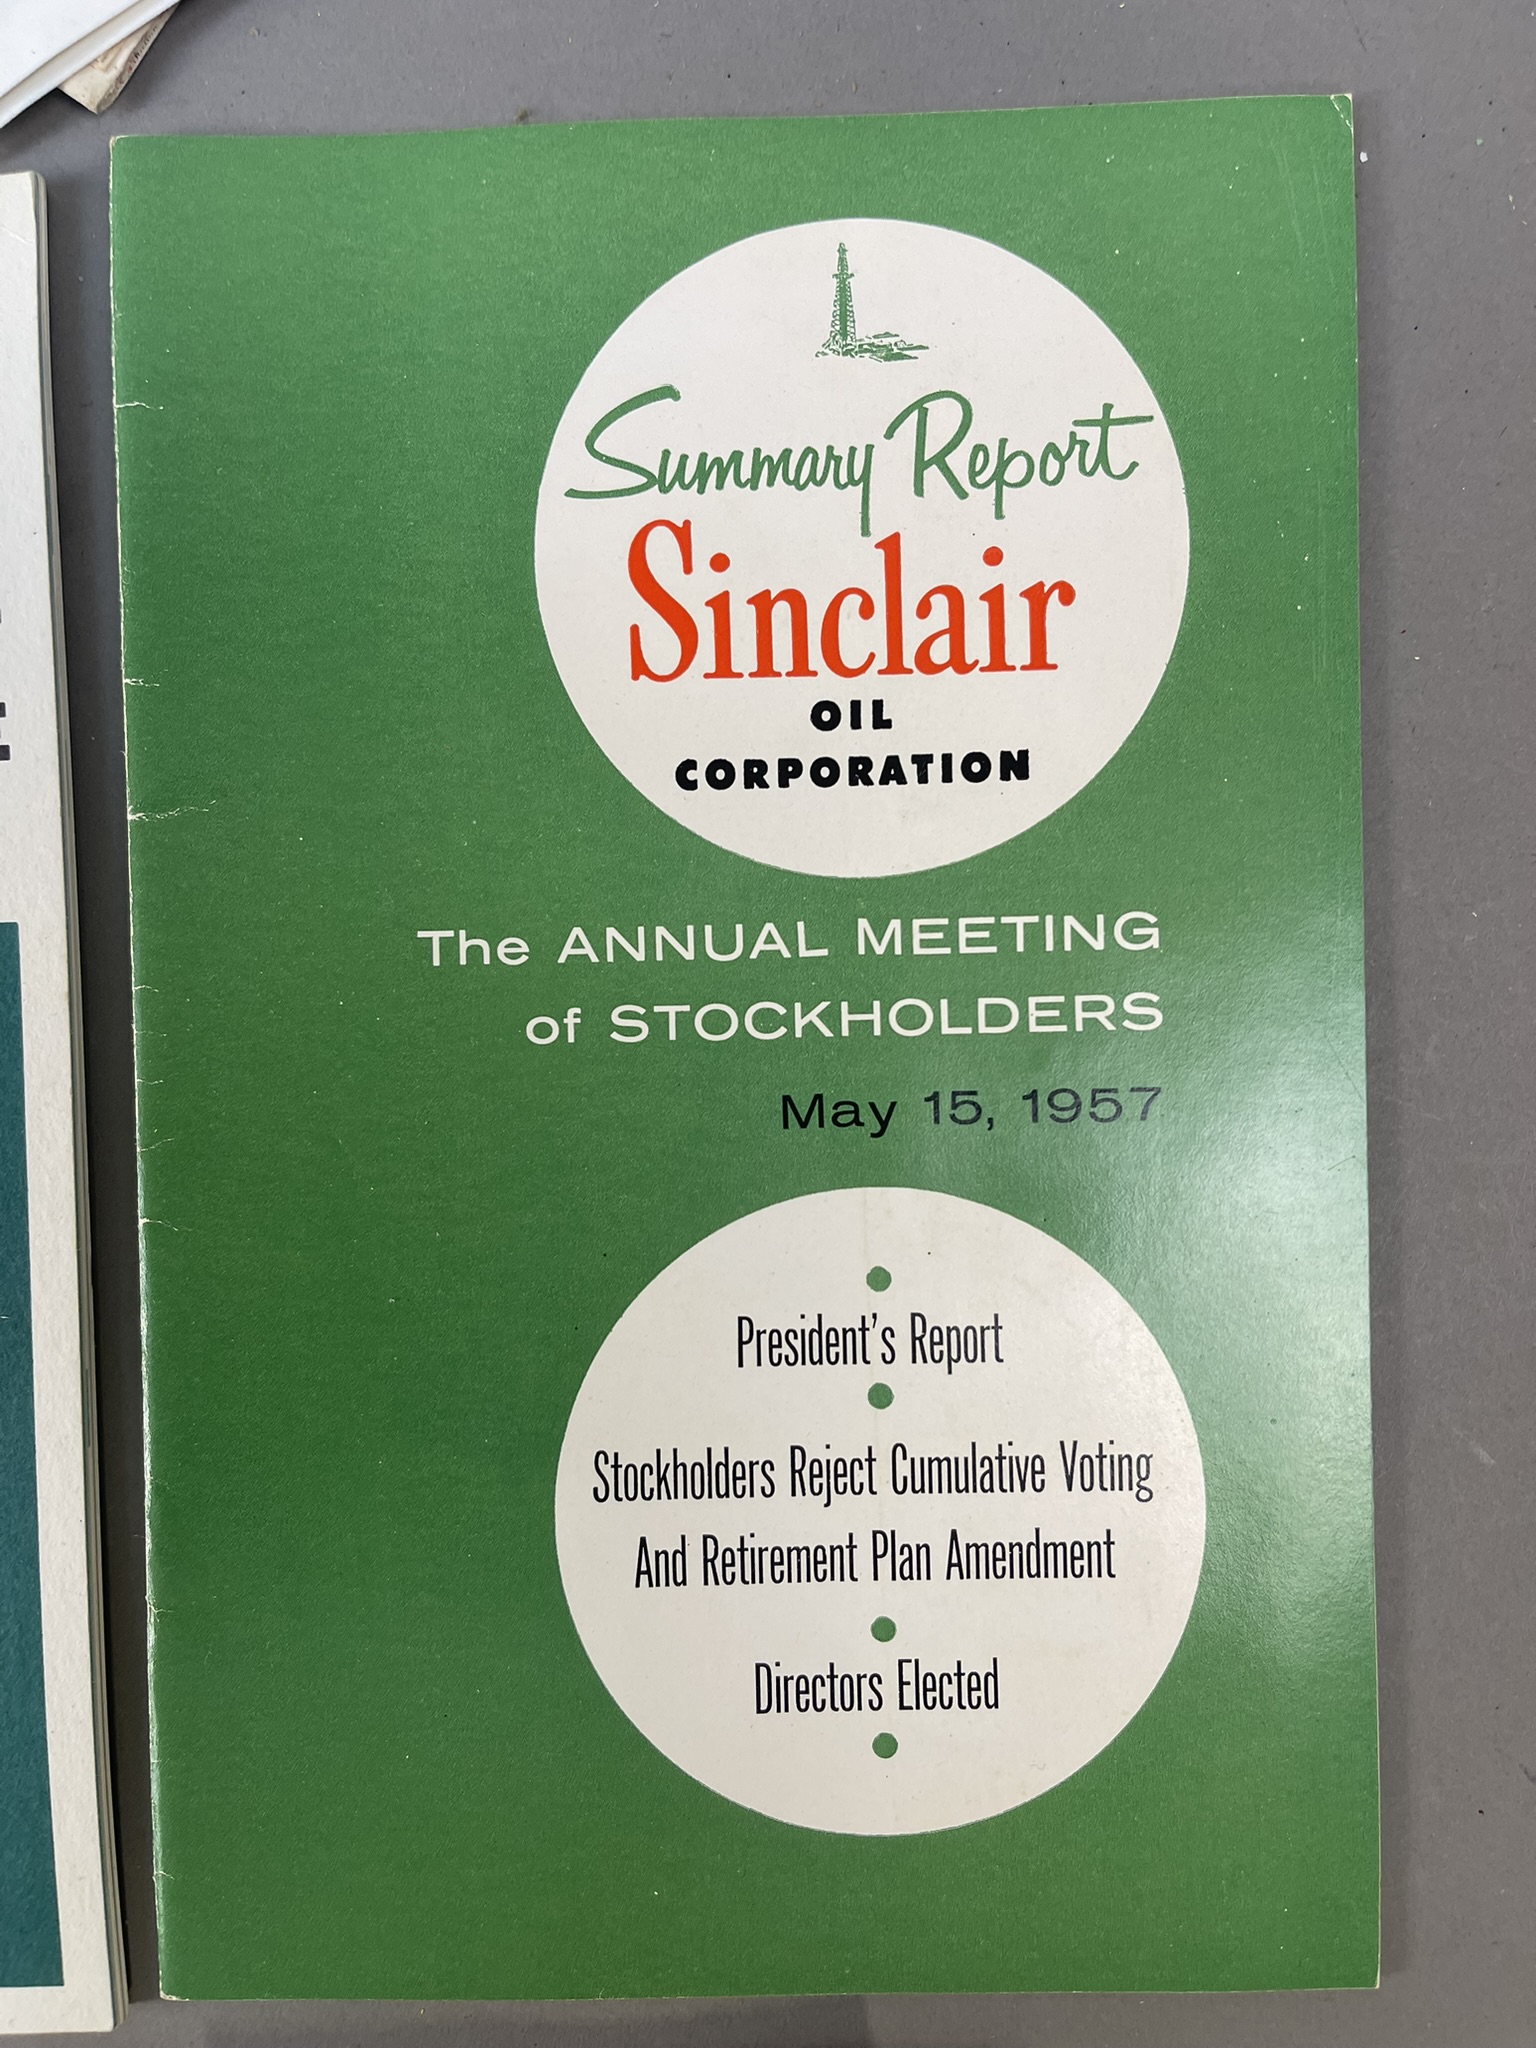 Summary Report
Sinclair
OIL
CORPORATION
The ANNUAL MEETING
of STOCKHOLDERS
May 15, 1957
President's Report
Stockholders Reject Cumulative Voting
And Retirement Plan Amendment
Directors Elected